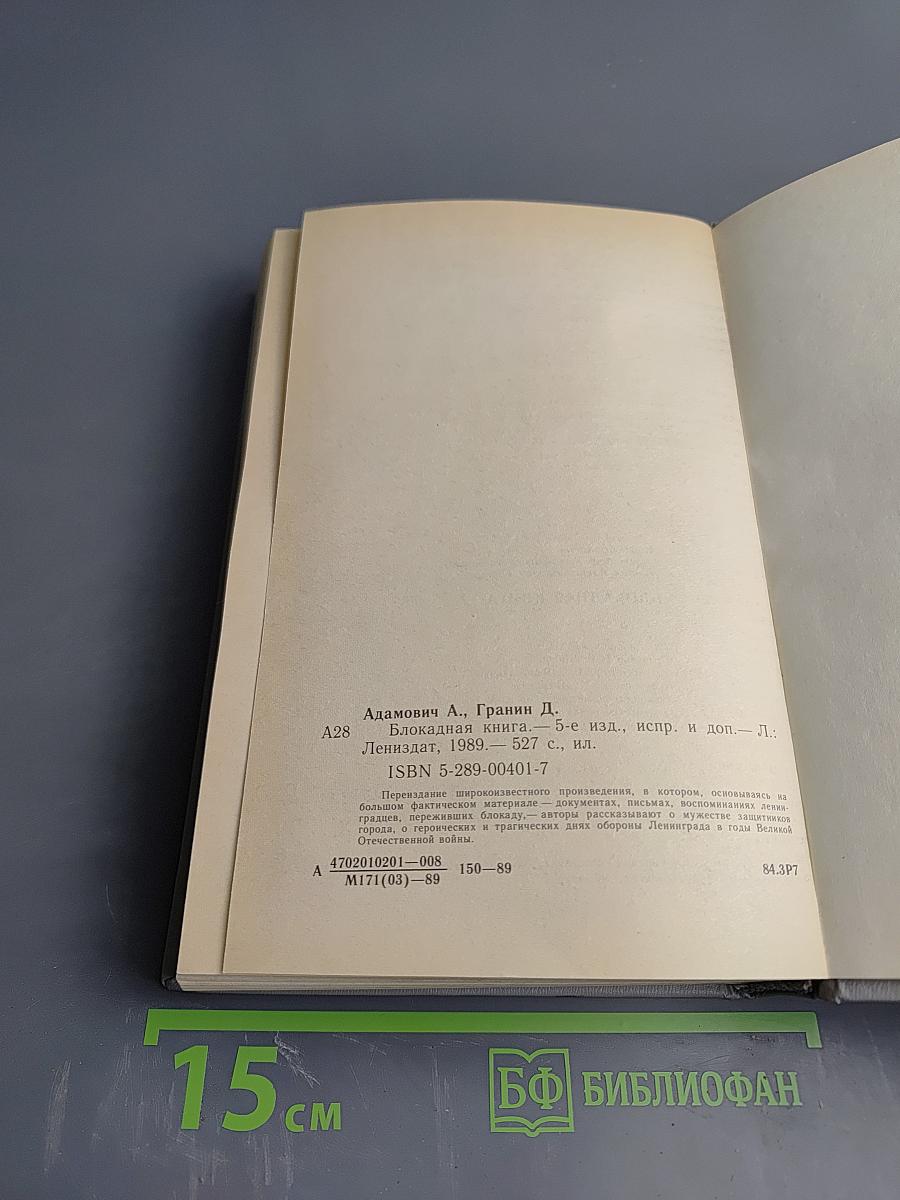 Адамович А., Гранин Д.
А28 Блокадная книга.— 5-е изд., испр. и доп.— Л.:
Лениздат, 1989.— 527 с., ил.
ISBN 5-289-00401-7
Переиздание широкоизвестного произведения, в котором, основываясь на
большом фактическом материале — документах, письмах, воспоминаниях ленин-
градцев, переживших блокаду,— авторы рассказывают о мужестве защитников
города, о героических и трагических днях обороны Ленинграда в годы Великой
Отечественной войны.
А 4702010201—008 150—89 84.3Р7
М171(03)—89
15 см
БФ БИБЛИОФАН